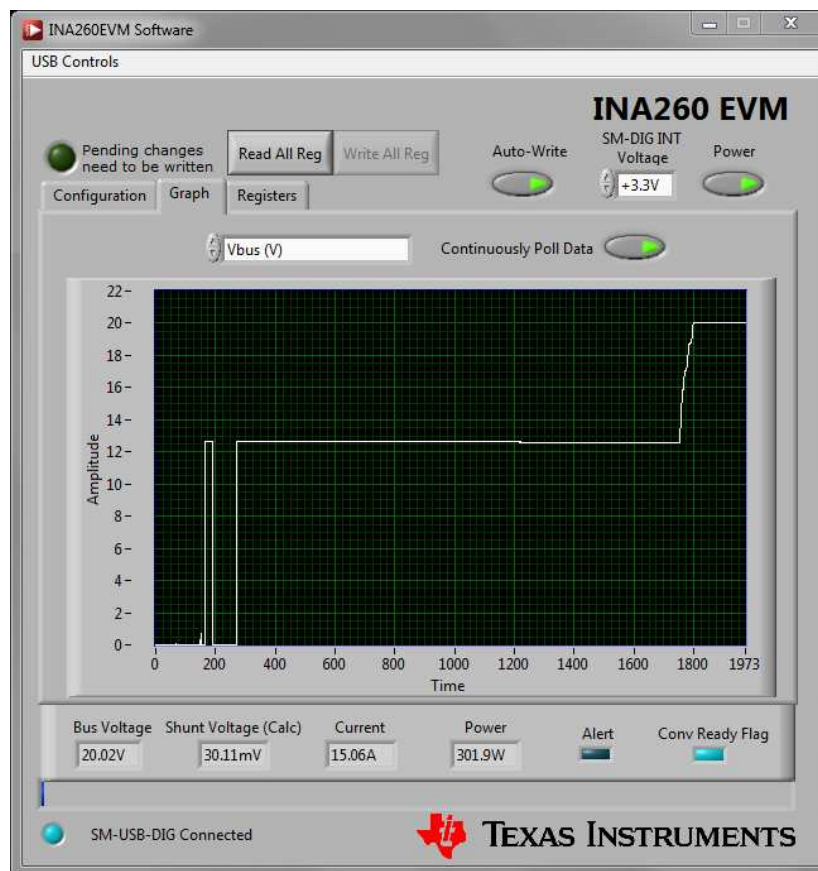 INA260EVM Software
USB Controls
INA260 EVM
Pending changes
need to be written
Read All Reg
Write All Reg
Auto-Write
SM-DIG INT
Voltage
+3.3V
Power
Configuration
Graph
Registers
Vbus (V)
Continuously Poll Data
Amplitude
22
20
18
16
14
12
10
8
6
4
2
0
0 200 400 600 800 1000 1200 1400 1600 1800 1973
Time
Bus Voltage Shunt Voltage (Calc) Current Power Alert Conv Ready Flag
20.02V 30.11mV 15.06A 301.9W
SM-USB-DIG Connected
TEXAS INSTRUMENTS